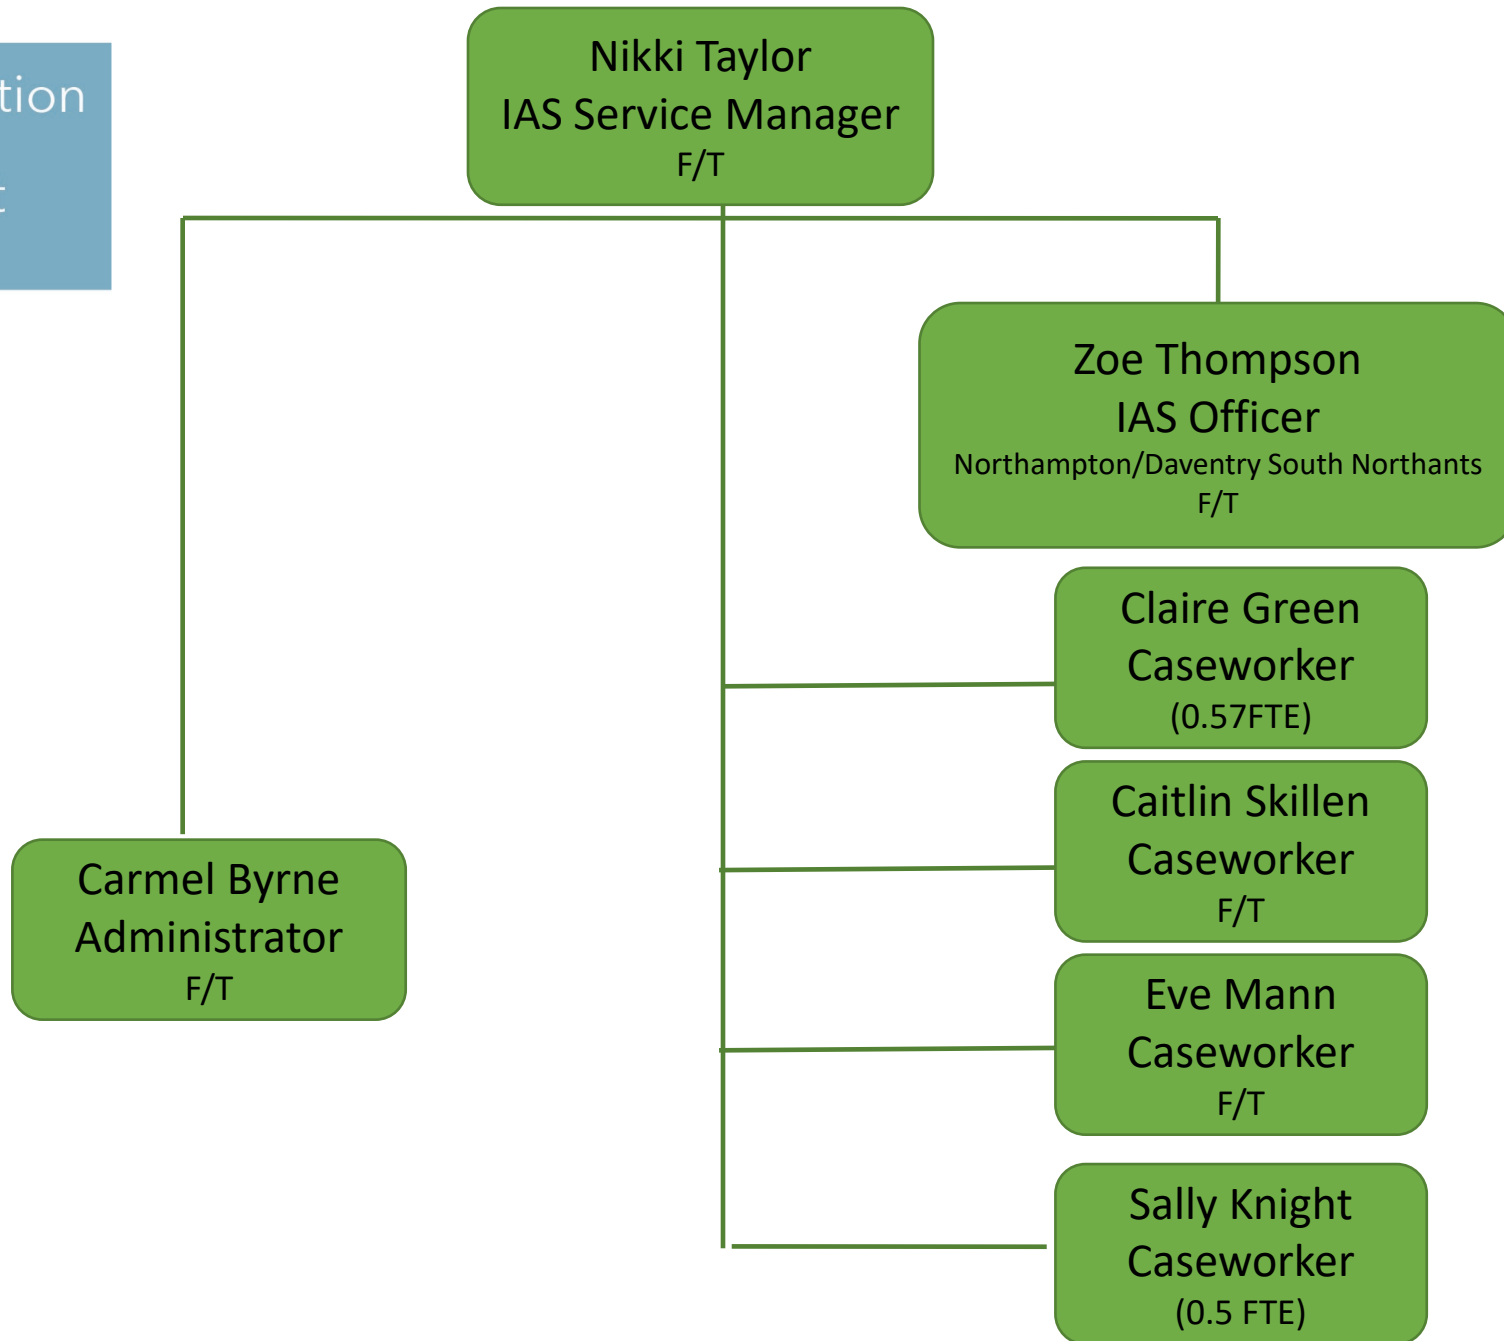 Nikki Taylor
IAS Service Manager
F/T
Zoe Thompson
IAS Officer
Northampton/Daventry South Northants
F/T
Claire Green
Caseworker
(0.57FTE)
Caitlin Skillen
Caseworker
F/T
Carmel Byrne
Administrator
F/T
Eve Mann
Caseworker
F/T
Sally Knight
Caseworker
(0.5 FTE)